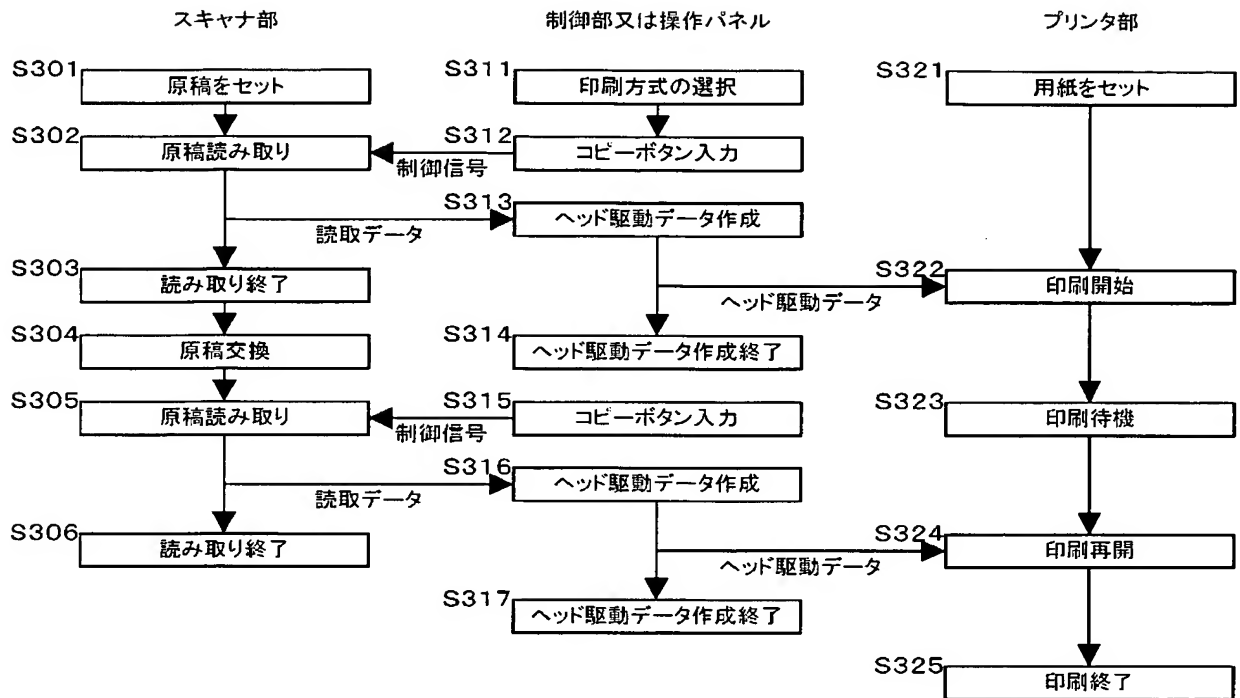 スキャナ部
制御部又は操作パネル
プリンタ部
S301
原稿をセット
S311
印刷方式の選択
S321
用紙をセット
S302
原稿読み取り
S312
コピーボタン入力
制御信号
S313
ヘッド駆動データ作成
読取データ
S303
読み取り終了
S322
印刷開始
ヘッド駆動データ
S304
原稿交換
S314
ヘッド駆動データ作成終了
S305
原稿読み取り
S315
コピーボタン入力
制御信号
S323
印刷待機
S316
ヘッド駆動データ作成
読取データ
S306
読み取り終了
S324
印刷再開
ヘッド駆動データ
S317
ヘッド駆動データ作成終了
S325
印刷終了